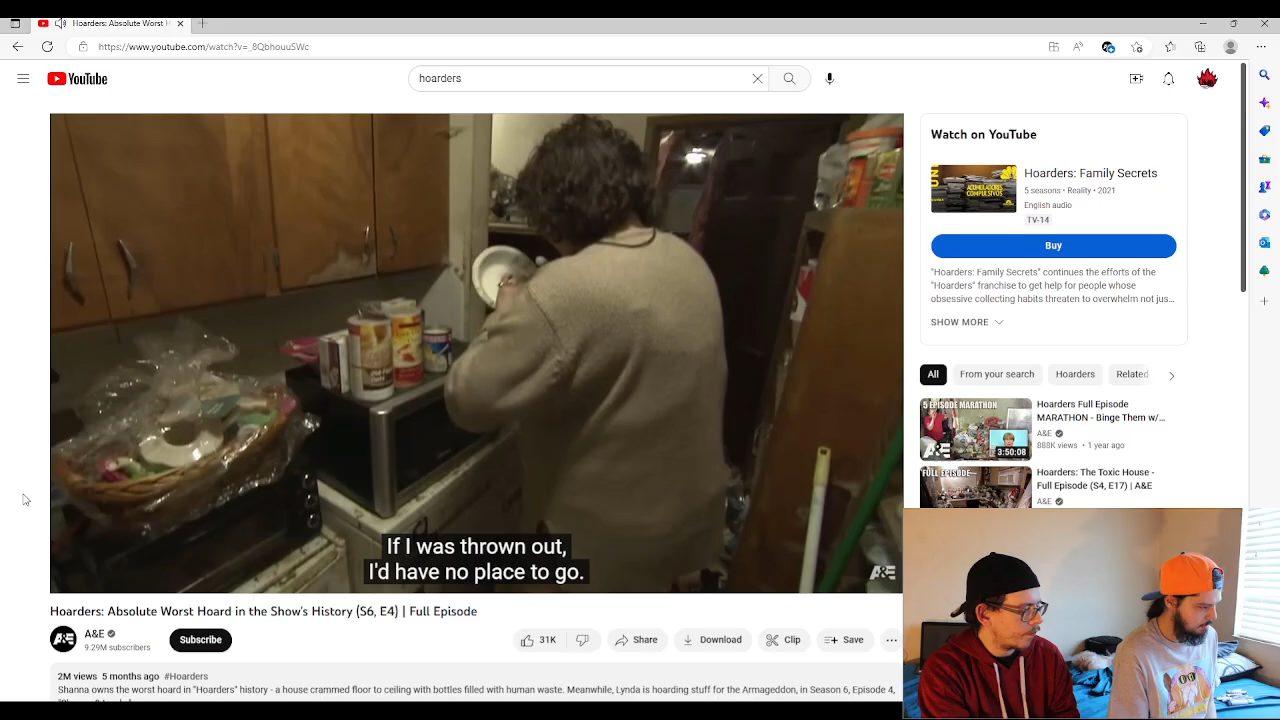 Hoarders: Absolute Worst H
https://www.youtube.com/watch?v=_8QbhouuSWc
YouTube
hoarders
If I was thrown out,
I'd have no place to go.
A&E
Hoarders: Absolute Worst Hoard in the Show's History (S6, E4) | Full Episode
A&E
9.29M subscribers
Subscribe
31K
Share
Download
Clip
Save
2M views 5 months ago #Hoarders
Shanna owns the worst hoard in "Hoarders" history - a house crammed floor to ceiling with bottles filled with human waste. Meanwhile, Lynda is hoarding stuff for the Armageddon, in Season 6, Episode 4,
Watch on YouTube
ACUMULADORES
COMPULSIVOS
Hoarders: Family Secrets
5 seasons • Reality • 2021
English audio
TV-14
Buy
"Hoarders: Family Secrets" continues the efforts of the
"Hoarders" franchise to get help for people whose
obsessive collecting habits threaten to overwhelm not jus...
SHOW MORE
All
From your search
Hoarders
Related
5 EPISODE MARATHON
A&E
3:50:08
Hoarders Full Episode
MARATHON - Binge Them w/...
A&E
888K views • 1 year ago
FULL EPISODE
Hoarders: The Toxic House -
Full Episode (S4, E17) | A&E
A&E